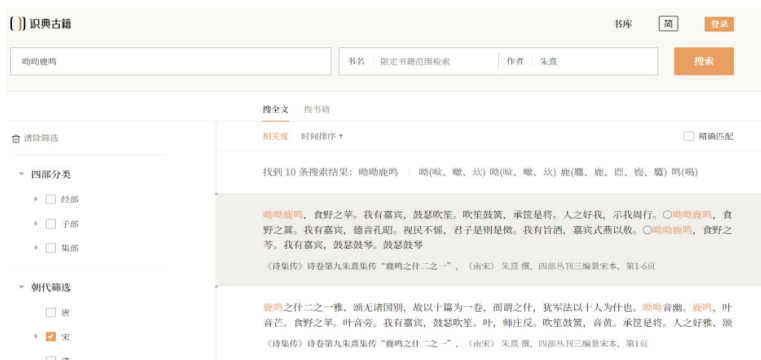 识典古籍
书库 简 登录
呦呦鹿鸣 书名 限定书籍范围检索 作者 朱熹 搜索
搜全文 搜书籍
清除筛选 相关度 时间排序↑ 精确匹配
找到 10 条搜索结果：呦呦鹿鸣 | 呦(呦、嚈、泑) 呦(呦、嚈、泑) 鹿(麤、鹿、麀、麁、麛) 鸣(鳴)
四部分类
经部
子部
集部
呦呦鹿鸣，食野之苹。我有嘉宾，鼓瑟吹笙。吹笙鼓簧，承筐是将。人之好我，示我周行。〇呦呦鹿鸣，食
野之蒿。我有嘉宾，德音孔昭。视民不恌，君子是则是傚。我有旨酒，嘉宾式燕以敖。〇呦呦鹿鸣，食野之
芩。我有嘉宾，鼓瑟鼓琴。鼓瑟鼓琴
《诗集传》诗卷第九朱熹集传“鹿鸣之什二之一”，（南宋） 朱熹 撰，四部丛刊三编景宋本，第1-6页
朝代筛选
唐
宋
鹿鸣之什二之一雅、颂无诸国别，故以十篇为一卷，而谓之什，犹军法以十人为什也。呦呦音幽。鹿鸣，叶
音芒。食野之苹。叶音旁。我有嘉宾，鼓瑟吹笙。叶，师庄反。吹笙鼓簧，音黄。承筐是将。人之好雅、颂
《诗集传》诗卷第九朱熹集传“鹿鸣之什二之一”，（南宋） 朱熹 撰，四部丛刊三编景宋本，第1页